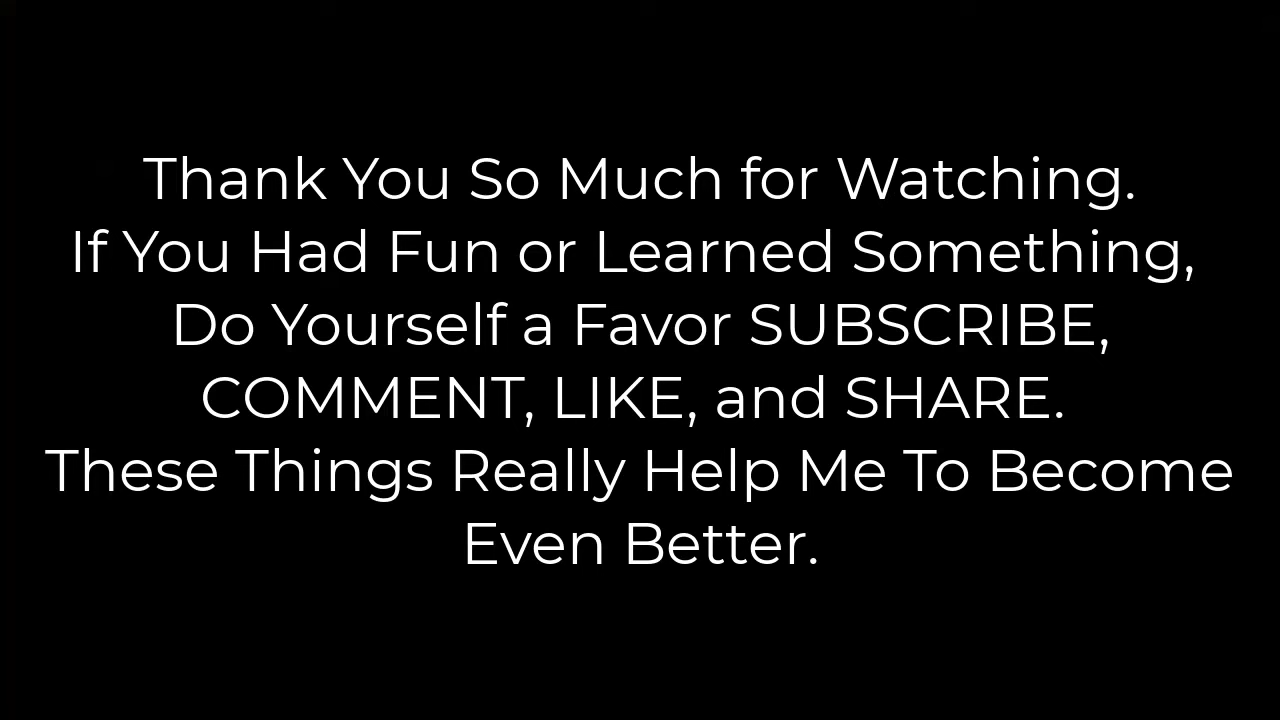 Thank You So Much for Watching.
If You Had Fun or Learned Something,
Do Yourself a Favor SUBSCRIBE,
COMMENT, LIKE, and SHARE.
These Things Really Help Me To Become
Even Better.